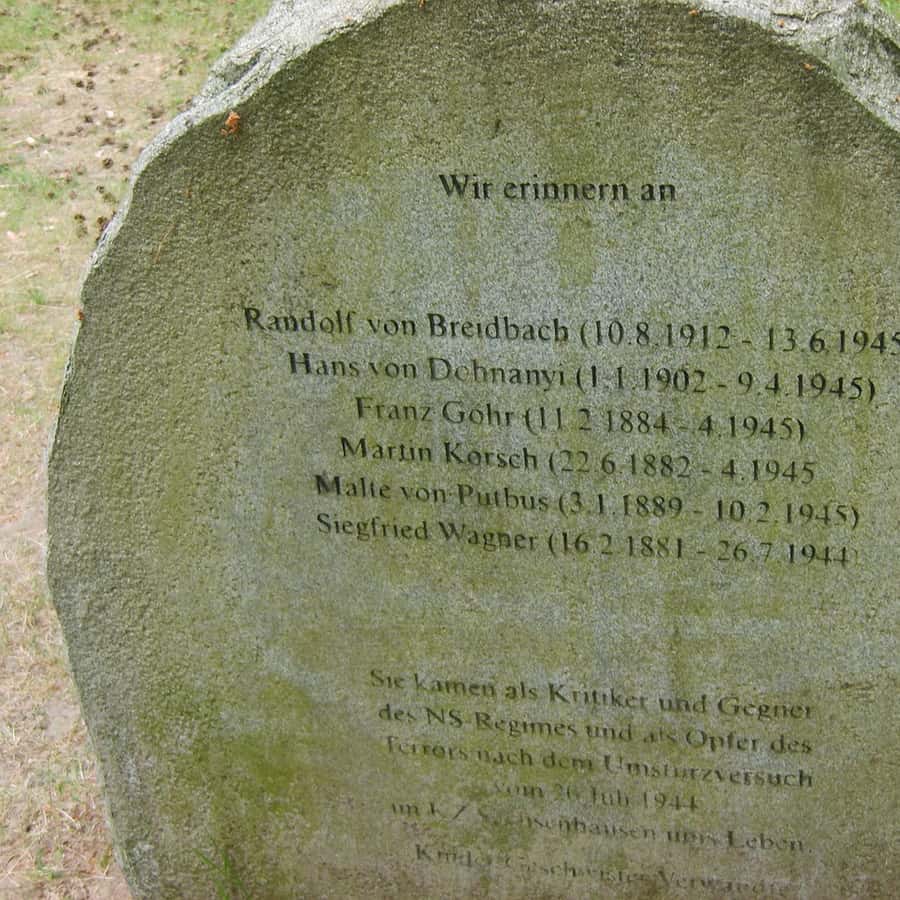 Wir erinnern an
Randolf von Breidbach (10.8.1912 - 13.6.1945
Hans von Dohnanyi (1.1.1902 - 9.4.1945)
Franz Gohr (11 2 1884 - 4.1945)
Martin Korsch (22.6.1882 - 4.1945
Malte von Putbus (3.1.1889 - 10.2.1945)
Siegfried Wagner (16 2 1881 - 26.7.1944)
Sie kamen als Kritiker und Gegner
des NS-Regimes und als Opfer des
Terrors nach dem Umsturzversuch
vom 20 Juli 1944
im KZ Sachsenhausen ums Leben.
Kinder Geschwister Verwandte